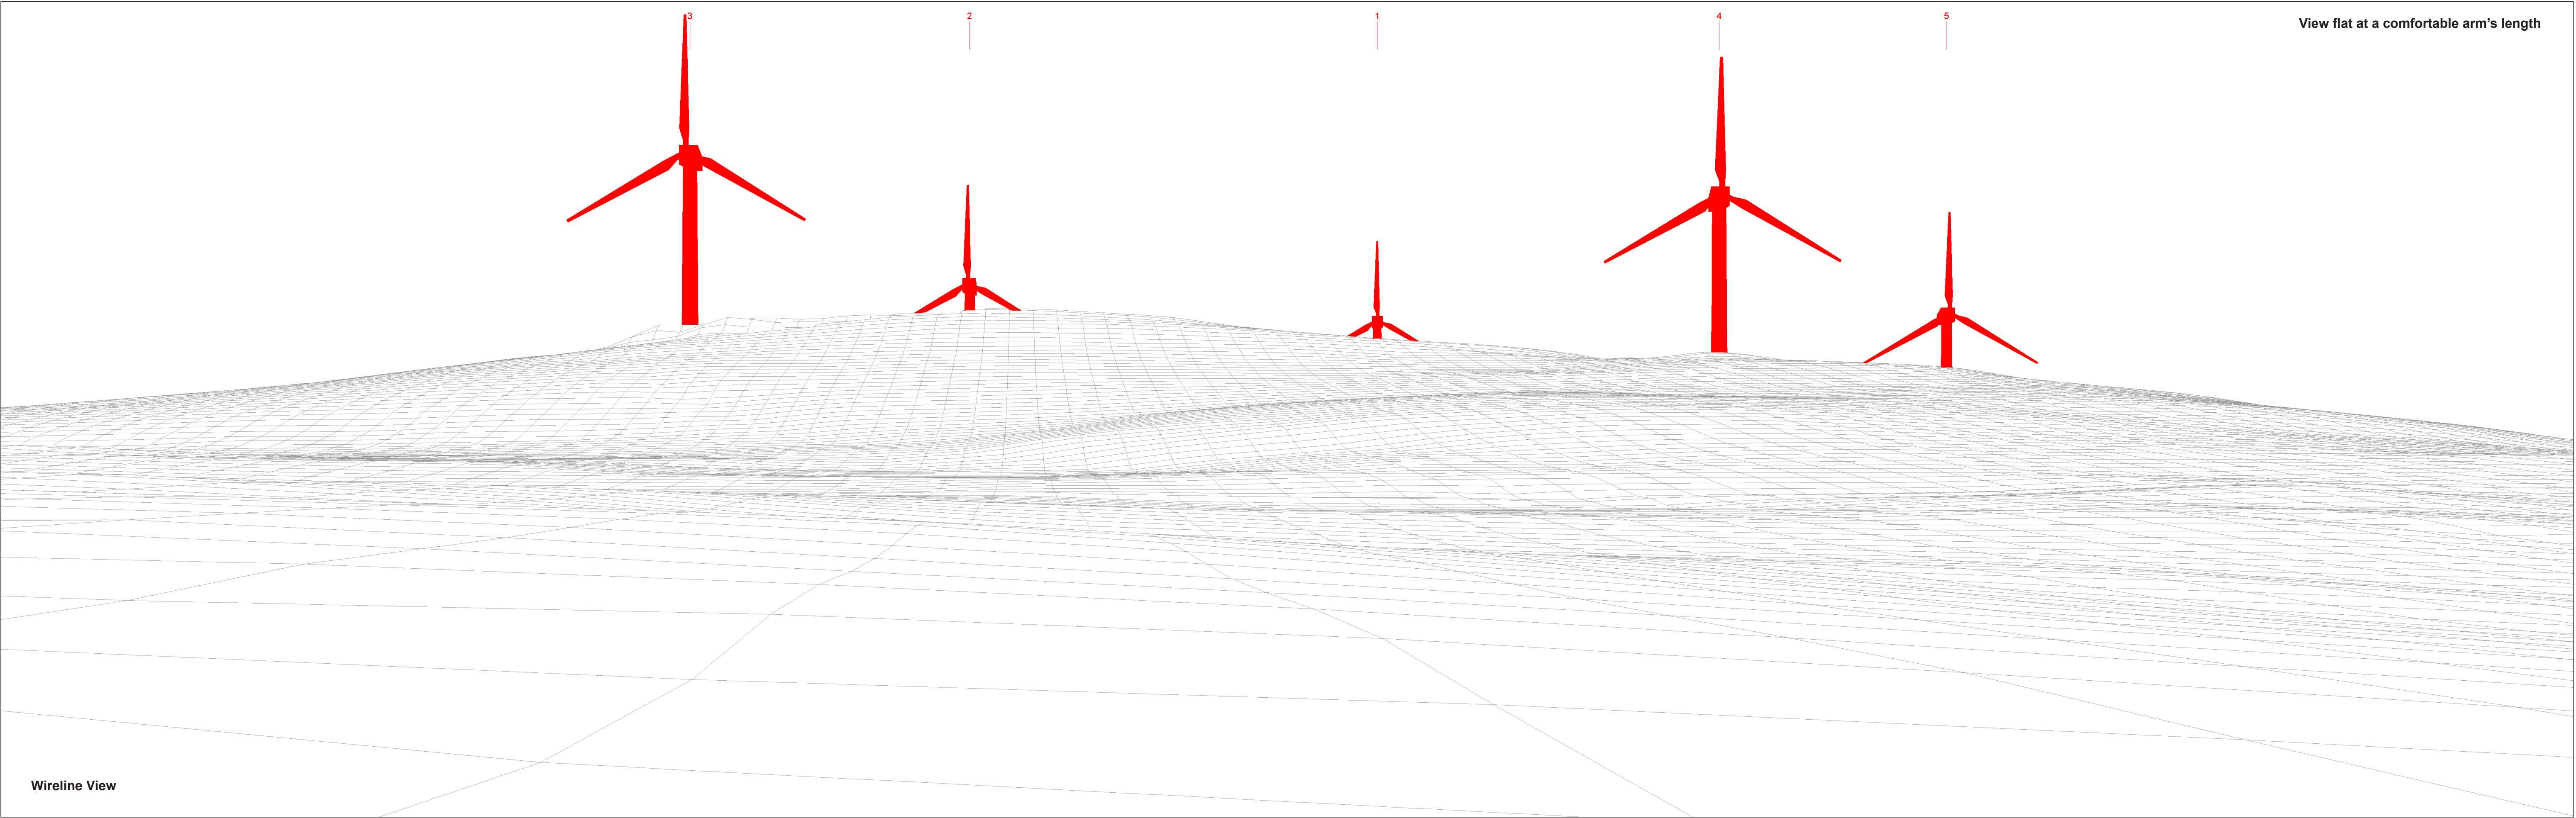 3 2 1 4 5
View flat at a comfortable arm’s length
Wireline View